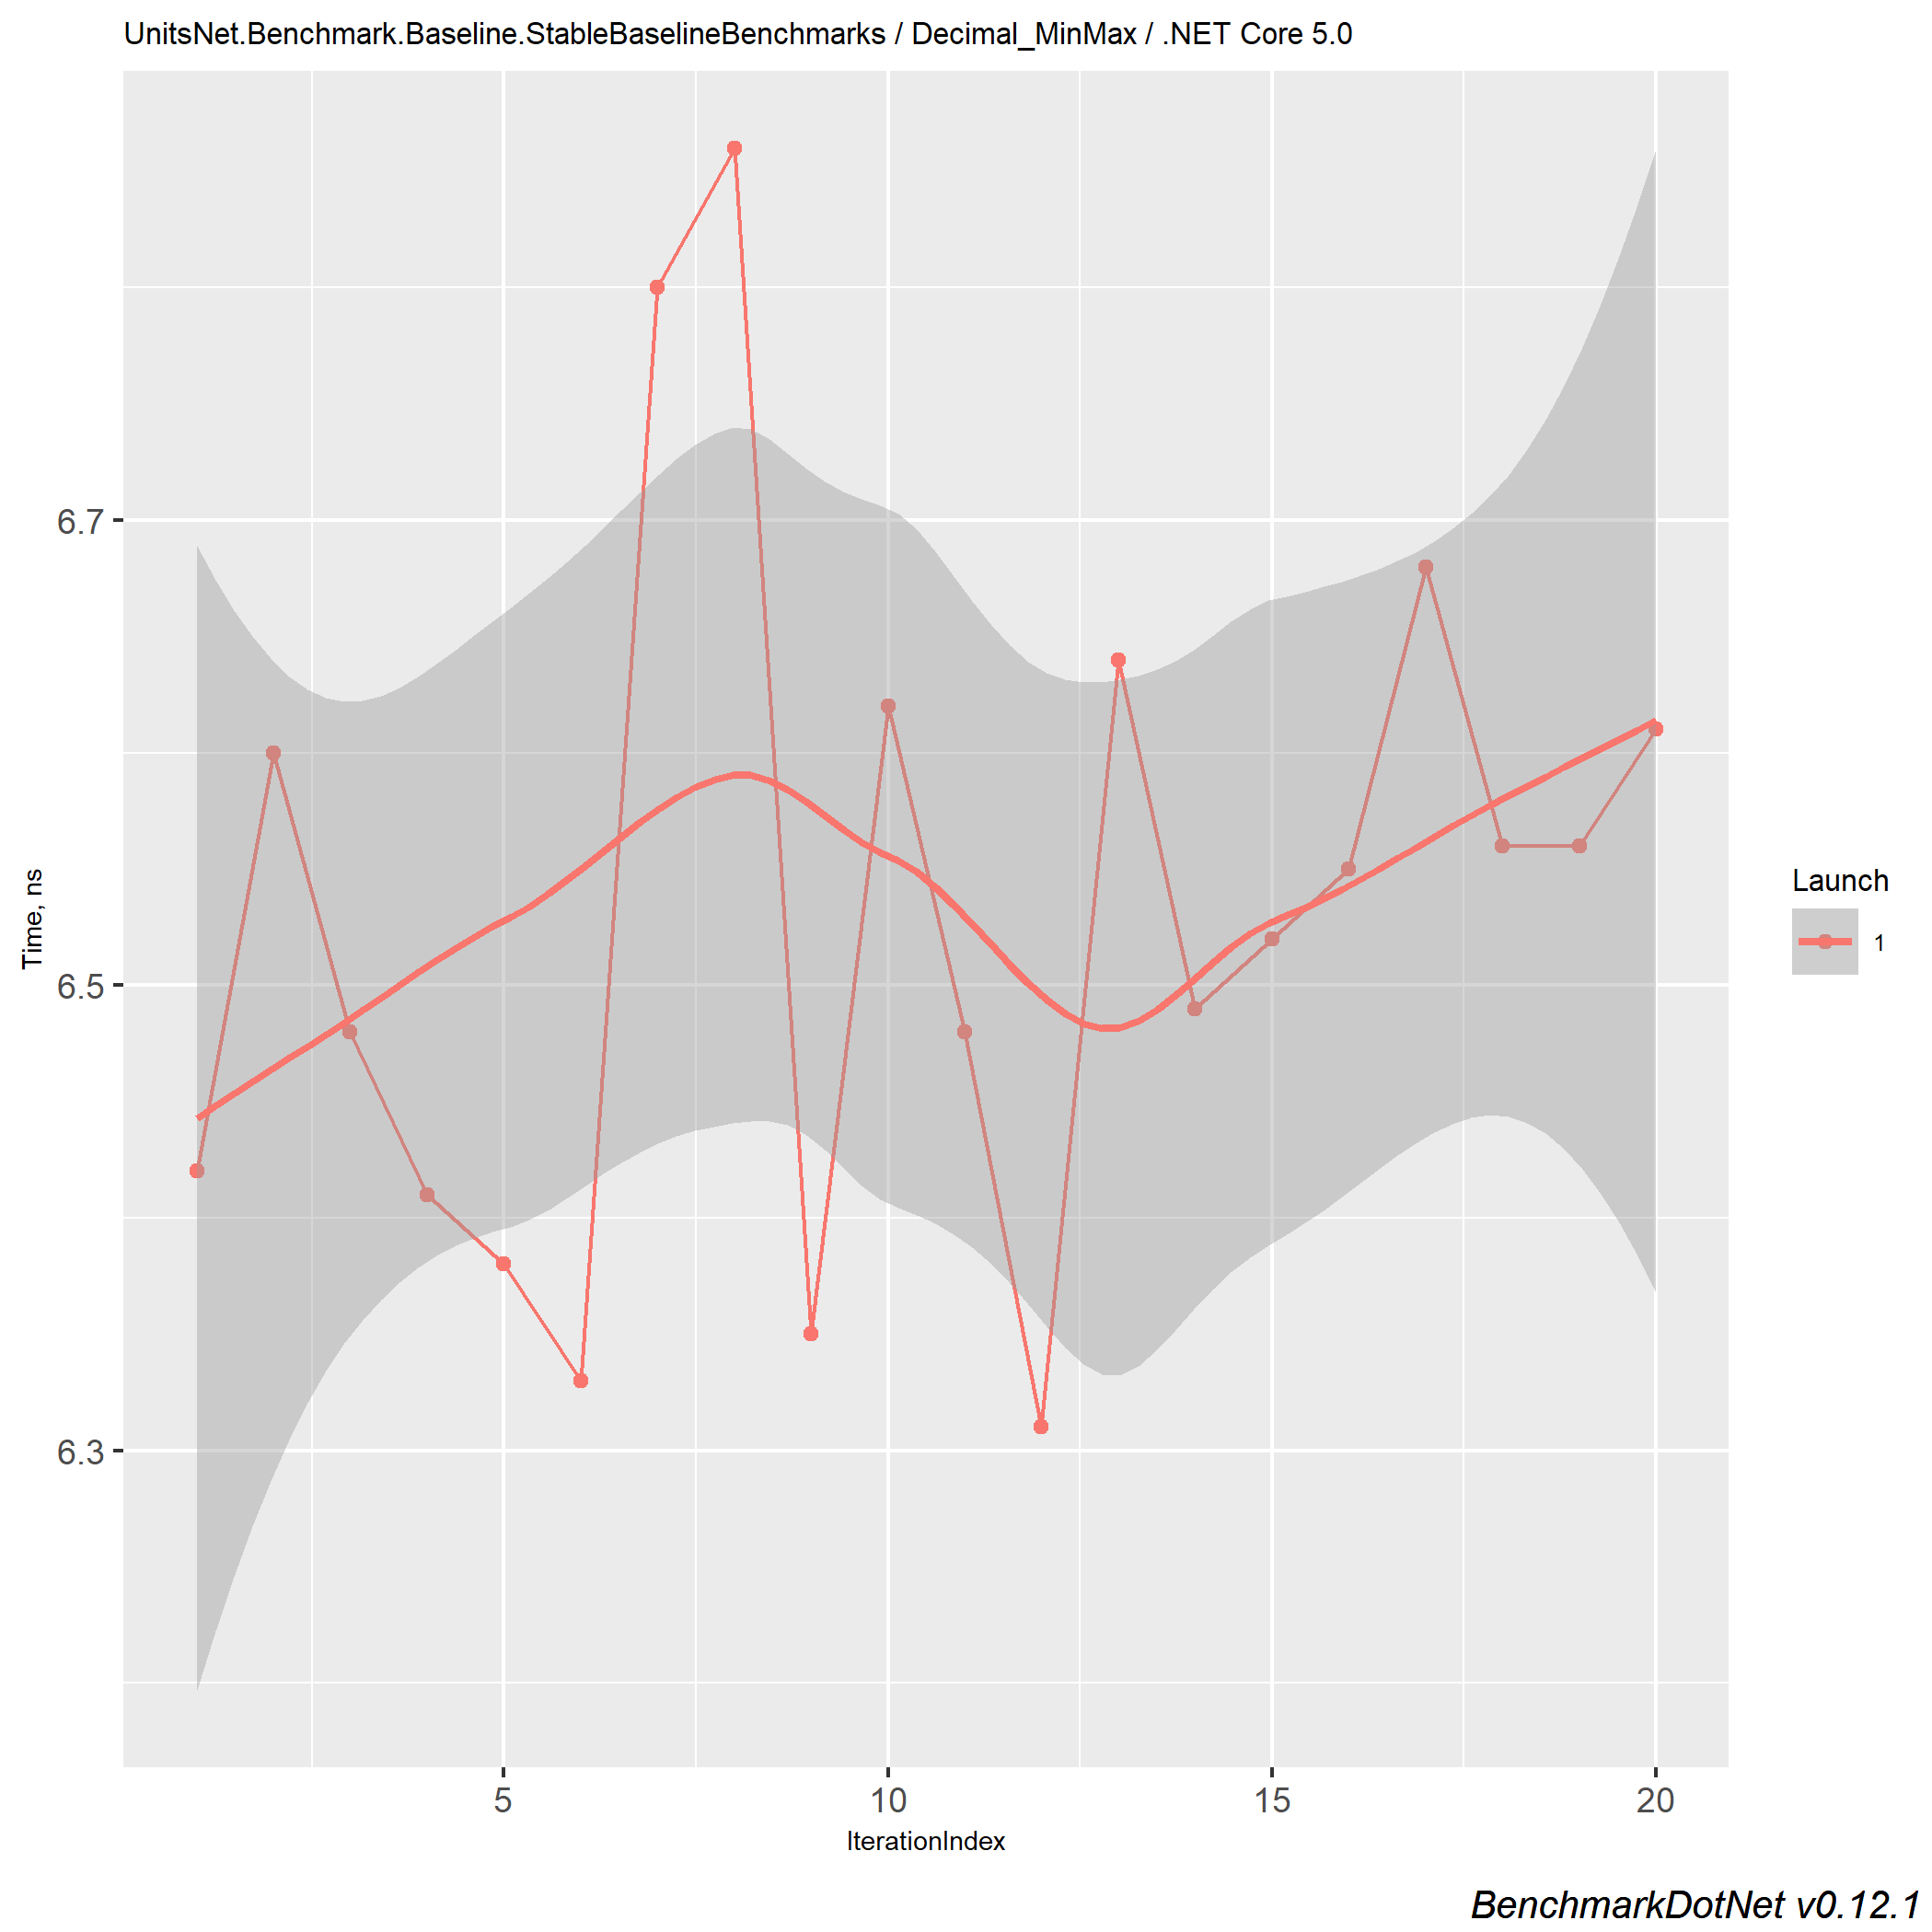 UnitsNet.Benchmark.Baseline.StableBaselineBenchmarks / Decimal_MinMax / .NET Core 5.0
6.7
6.5
6.3
Time, ns
5 10 15 20
IterationIndex
Launch
1
BenchmarkDotNet v0.12.1